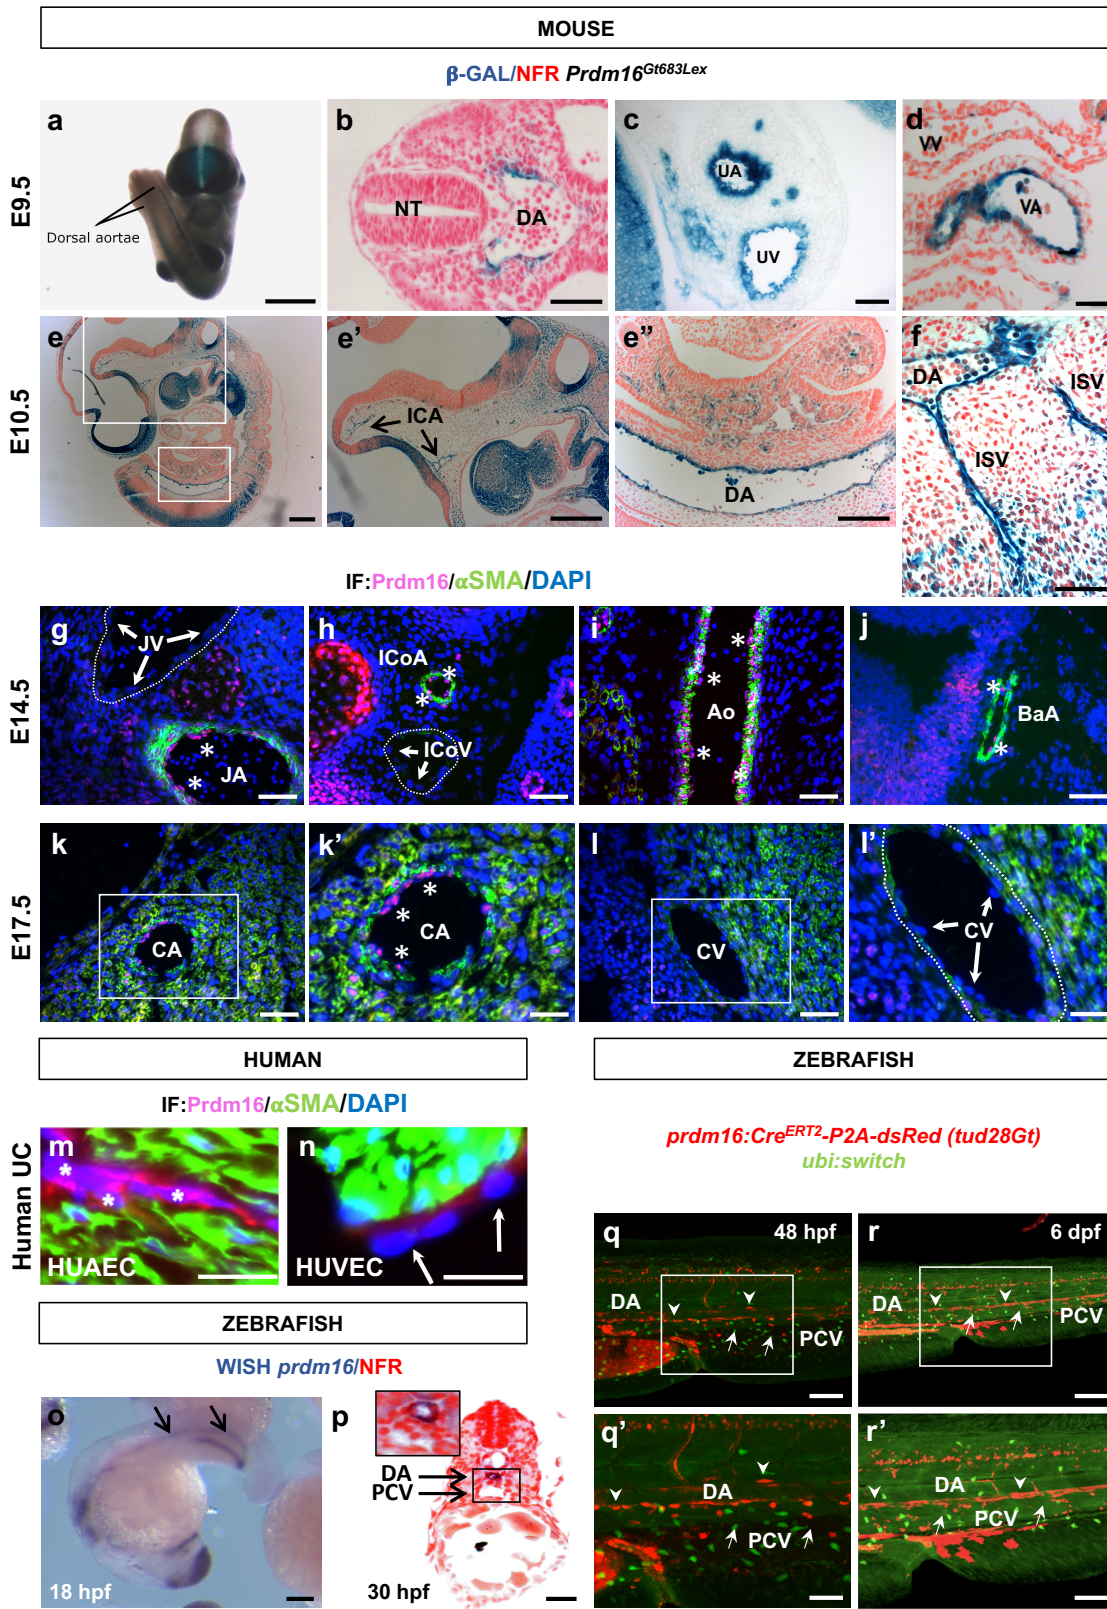 MOUSE
β-GAL/NFR Prdm16Gt683Lex
E9.5
a
Dorsal aortae
b
NT
DA
c
UA
UV
d
VV
VA
E10.5
e
e'
ICA
e''
DA
f
DA
ISV
ISV
IF:Prdm16/αSMA/DAPI
E14.5
g
JV
JA
h
ICoA
ICoV
i
Ao
j
BaA
E17.5
k
CA
k'
CA
l
CV
l'
CV
HUMAN
IF:Prdm16/αSMA/DAPI
Human UC
m
HUAEC
n
HUVEC
ZEBRAFISH
WISH prdm16/NFR
o
18 hpf
p
DA
PCV
30 hpf
ZEBRAFISH
prdm16:CreERT2-P2A-dsRed (tud28Gt)
ubi:switch
q
48 hpf
DA
PCV
r
6 dpf
DA
PCV
q'
DA
PCV
r'
DA
PCV